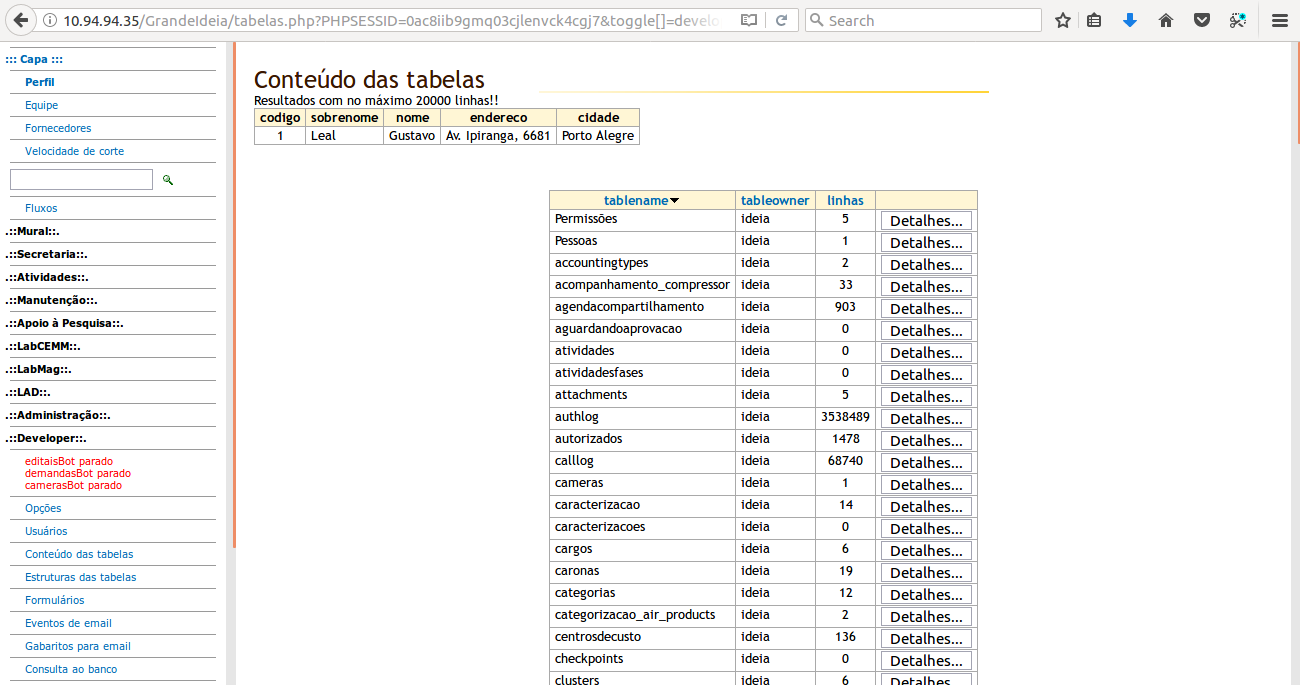 10.94.94.35/GrandeIdeia/tabelas.php?PHPSESSID=0ac8iib9gmq03cjlenvck4cgj7&toggle[]=develo
Search
::: Capa :::
Perfil
Equipe
Fornecedores
Velocidade de corte
Fluxos
.::Mural::.
.::Secretaria::.
.::Atividades::.
.::Manutenção::.
.::Apoio à Pesquisa::.
.::LabCEMM::.
.::LabMag::.
.::LAD::.
.::Administração::.
.::Developer::.
editaisBot parado
demandasBot parado
camerasBot parado
Opções
Usuários
Conteúdo das tabelas
Estruturas das tabelas
Formulários
Eventos de email
Gabaritos para email
Consulta ao banco
Conteúdo das tabelas
Resultados com no máximo 20000 linhas!!
codigo sobrenome nome endereco cidade
1 Leal Gustavo Av. Ipiranga, 6681 Porto Alegre
tablename tableowner linhas
Permissões ideia 5 Detalhes...
Pessoas ideia 1 Detalhes...
accountingtypes ideia 2 Detalhes...
acompanhamento_compressor ideia 33 Detalhes...
agendacompartilhamento ideia 903 Detalhes...
aguardandoaprovacao ideia 0 Detalhes...
atividades ideia 0 Detalhes...
atividadesfases ideia 0 Detalhes...
attachments ideia 5 Detalhes...
authlog ideia 3538489 Detalhes...
autorizados ideia 1478 Detalhes...
calllog ideia 68740 Detalhes...
cameras ideia 1 Detalhes...
caracterizacao ideia 14 Detalhes...
caracterizacoes ideia 0 Detalhes...
cargos ideia 6 Detalhes...
caronas ideia 19 Detalhes...
categorias ideia 12 Detalhes...
categorizacao_air_products ideia 2 Detalhes...
centrosdecusto ideia 136 Detalhes...
checkpoints ideia 0 Detalhes...
clusters ideia 6 Detalhes...